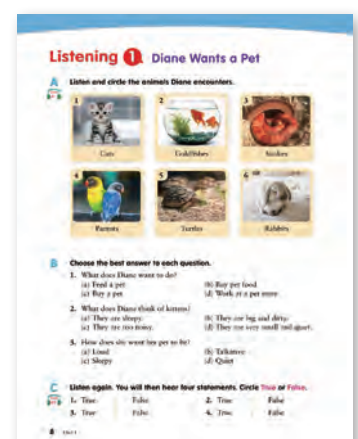 Listening 1 Diane Wants a Pet
A Listen and circle the animals Diane encounters.
1 2 3
Cats Goldfishes Snakes
4 5 6
Parrots Turtles Rabbits
B Choose the best answer to each question.
1. What does Diane want to do?
(a) Feed a pet (b) Buy pet food
(c) Buy a pet (d) Work at a pet store
2. What does Diane think of kittens?
(a) They are sleepy. (b) They are big and dirty.
(c) They are too noisy. (d) They are very small and quiet.
3. How does she want her pet to be?
(a) Loud (b) Talkative
(c) Sleepy (d) Quiet
C Listen again. You will then hear four statements. Circle True or False.
1. True False 2. True False
3. True False 4. True False
8 Unit 1